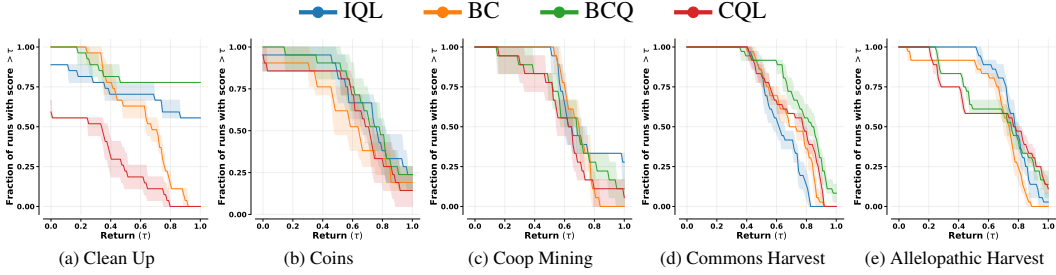 IQL BC BCQ CQL
Fraction of runs with score > τ
1.00
0.75
0.50
0.25
0.00
0.0 0.2 0.4 0.6 0.8 1.0
Return (τ)
(a) Clean Up
Fraction of runs with score > τ
1.00
0.75
0.50
0.25
0.00
0.0 0.2 0.4 0.6 0.8 1.0
Return (τ)
(b) Coins
Fraction of runs with score > τ
1.00
0.75
0.50
0.25
0.00
0.0 0.2 0.4 0.6 0.8 1.0
Return (τ)
(c) Coop Mining
Fraction of runs with score > τ
1.00
0.75
0.50
0.25
0.00
0.0 0.2 0.4 0.6 0.8 1.0
Return (τ)
(d) Commons Harvest
Fraction of runs with score > τ
1.00
0.75
0.50
0.25
0.00
0.0 0.2 0.4 0.6 0.8 1.0
Return (τ)
(e) Allelopathic Harvest